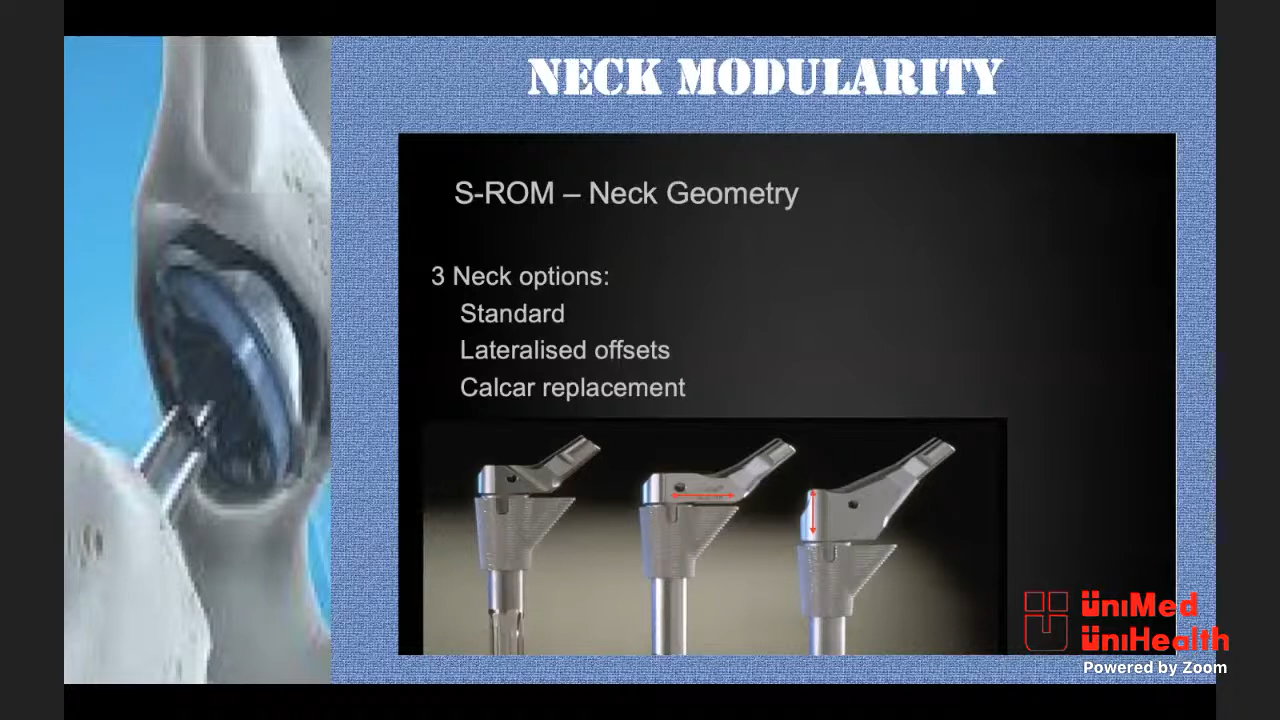 NECK MODULARITY
S-ROM – Neck Geometry
3 Neck options:
Standard
Lateralised offsets
Calcar replacement
üniMed
üniHealth
Powered by Zoom